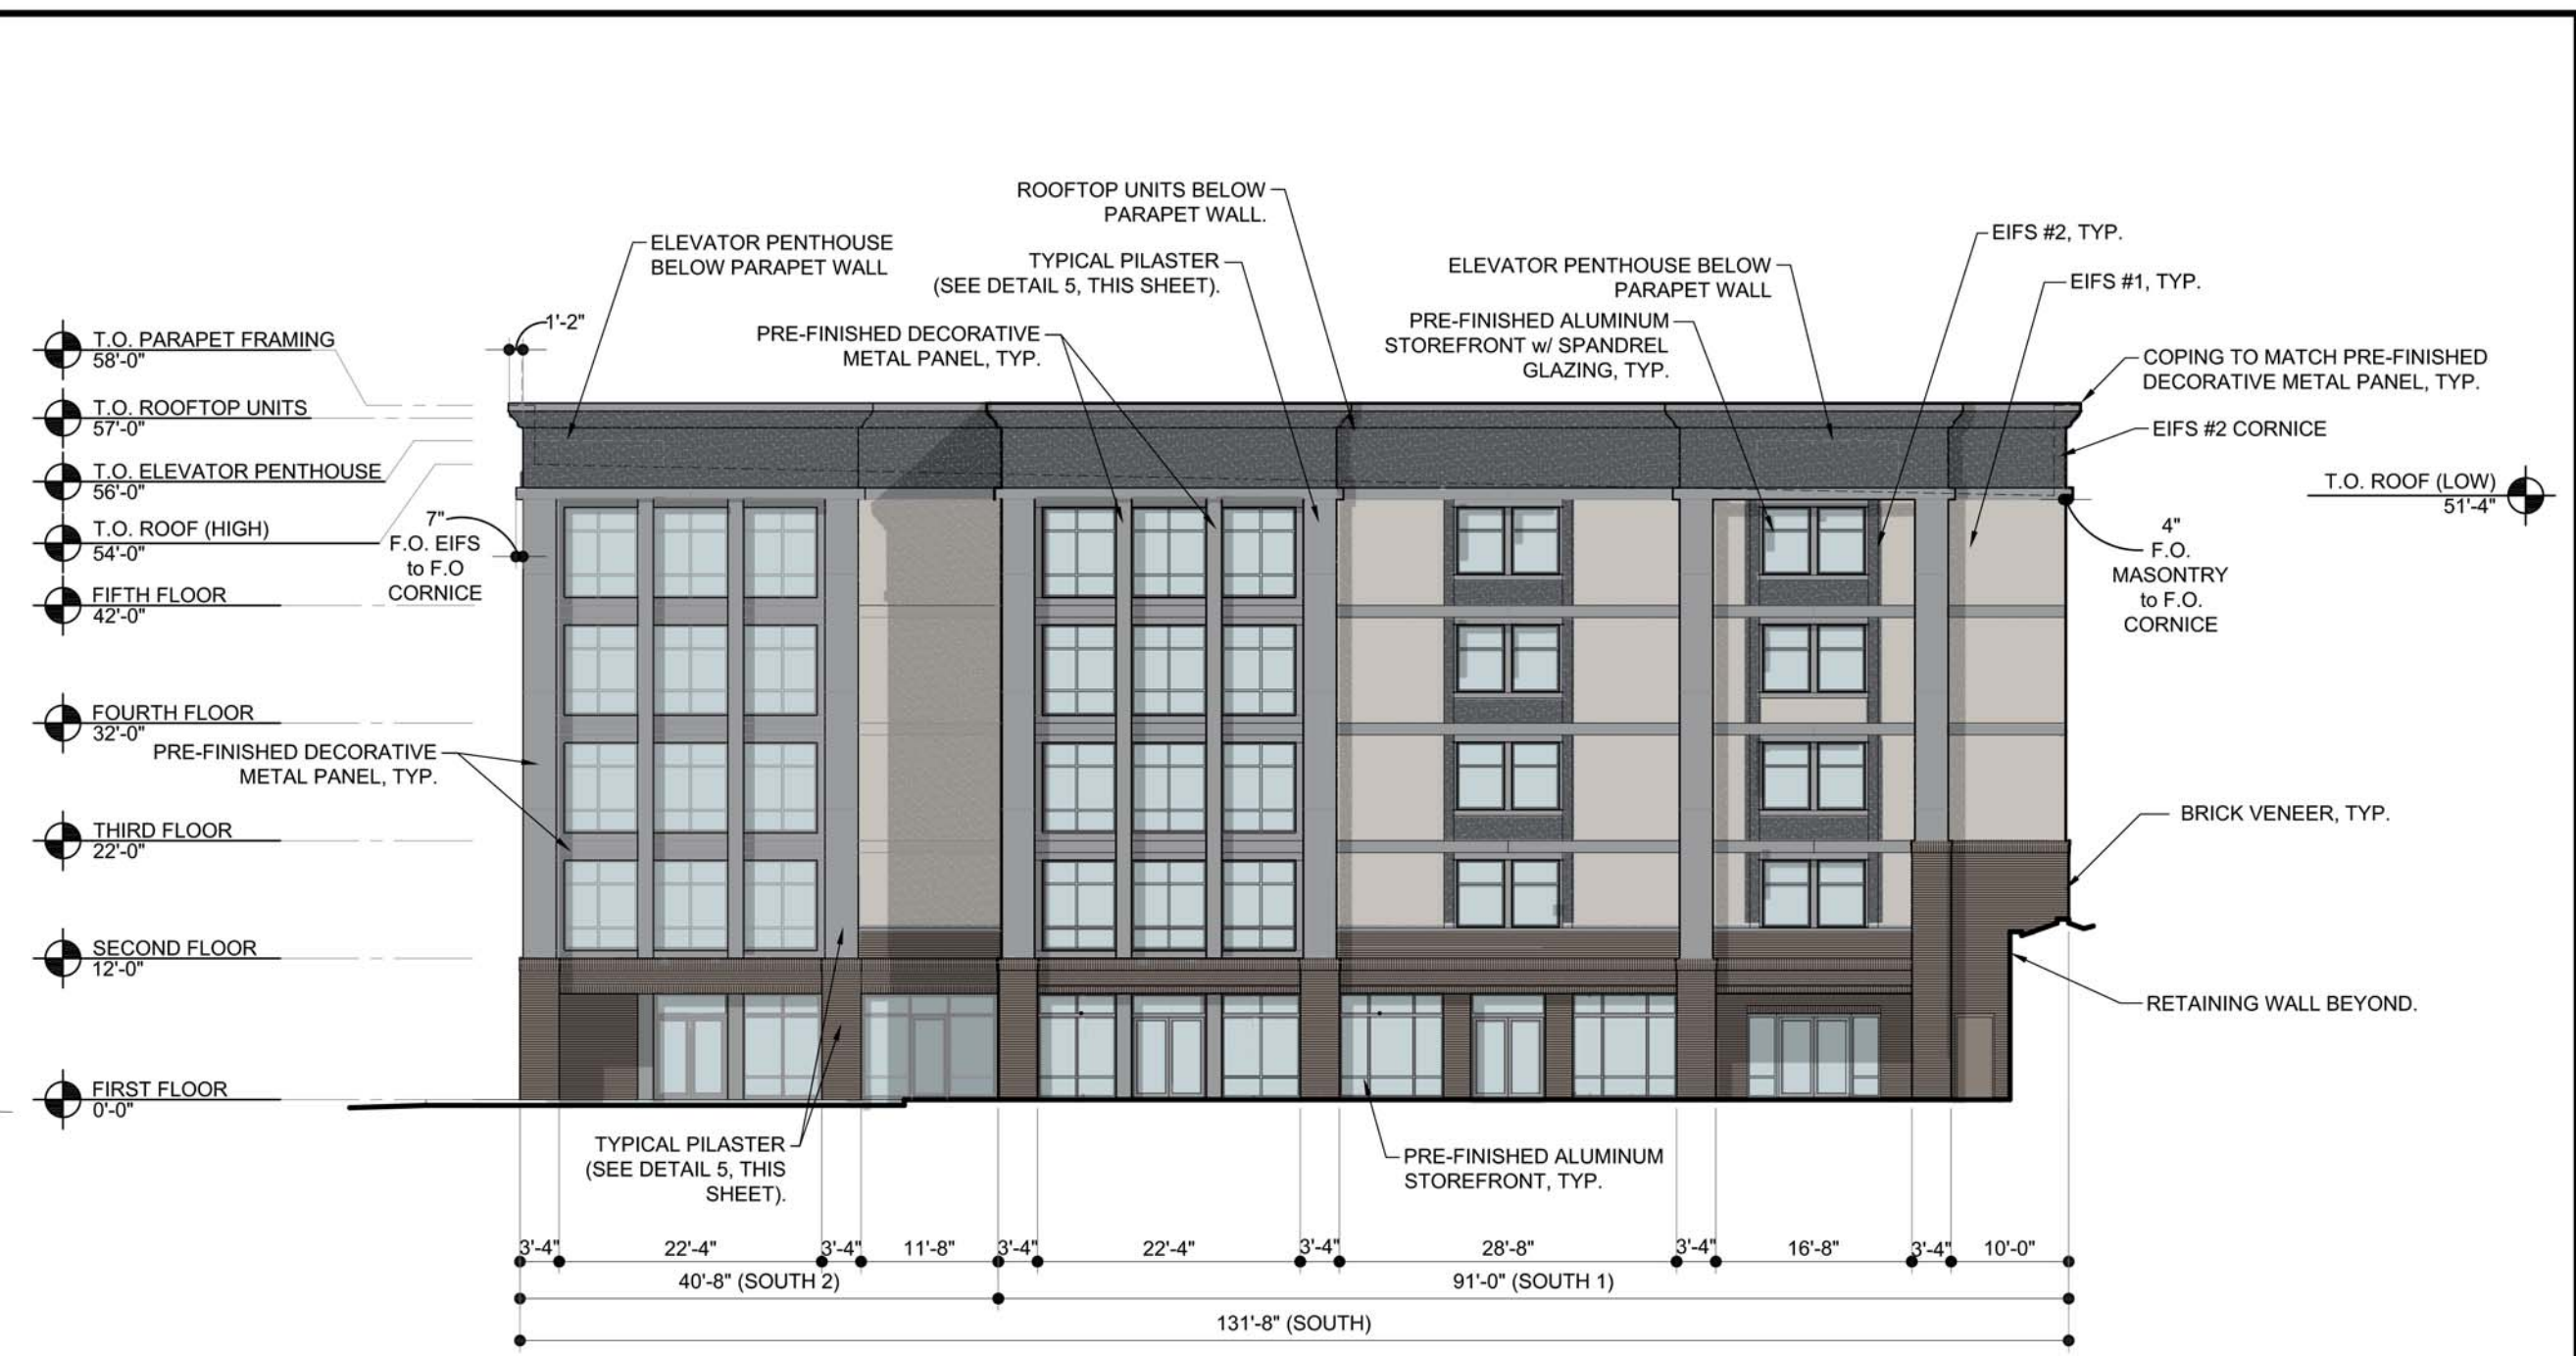 ROOFTOP UNITS BELOW
PARAPET WALL.
ELEVATOR PENTHOUSE
BELOW PARAPET WALL
TYPICAL PILASTER
(SEE DETAIL 5, THIS SHEET).
ELEVATOR PENTHOUSE BELOW
PARAPET WALL
EIFS #2, TYP.
EIFS #1, TYP.
PRE-FINISHED DECORATIVE
METAL PANEL, TYP.
PRE-FINISHED ALUMINUM
STOREFRONT w/ SPANDREL
GLAZING, TYP.
COPING TO MATCH PRE-FINISHED
DECORATIVE METAL PANEL, TYP.
EIFS #2 CORNICE
1'-2"
T.O. PARAPET FRAMING
58'-0"
T.O. ROOFTOP UNITS
57'-0"
T.O. ELEVATOR PENTHOUSE
56'-0"
T.O. ROOF (HIGH)
54'-0"
7"
F.O. EIFS
to F.O
CORNICE
T.O. ROOF (LOW)
51'-4"
4"
F.O.
MASONTRY
to F.O.
CORNICE
FIFTH FLOOR
42'-0"
FOURTH FLOOR
32'-0"
PRE-FINISHED DECORATIVE
METAL PANEL, TYP.
THIRD FLOOR
22'-0"
BRICK VENEER, TYP.
SECOND FLOOR
12'-0"
RETAINING WALL BEYOND.
FIRST FLOOR
0'-0"
TYPICAL PILASTER
(SEE DETAIL 5, THIS
SHEET).
PRE-FINISHED ALUMINUM
STOREFRONT, TYP.
3'-4" 22'-4" 3'-4" 11'-8" 3'-4" 22'-4" 3'-4" 28'-8" 3'-4" 16'-8" 3'-4" 10'-0"
40'-8" (SOUTH 2) 91'-0" (SOUTH 1)
131'-8" (SOUTH)